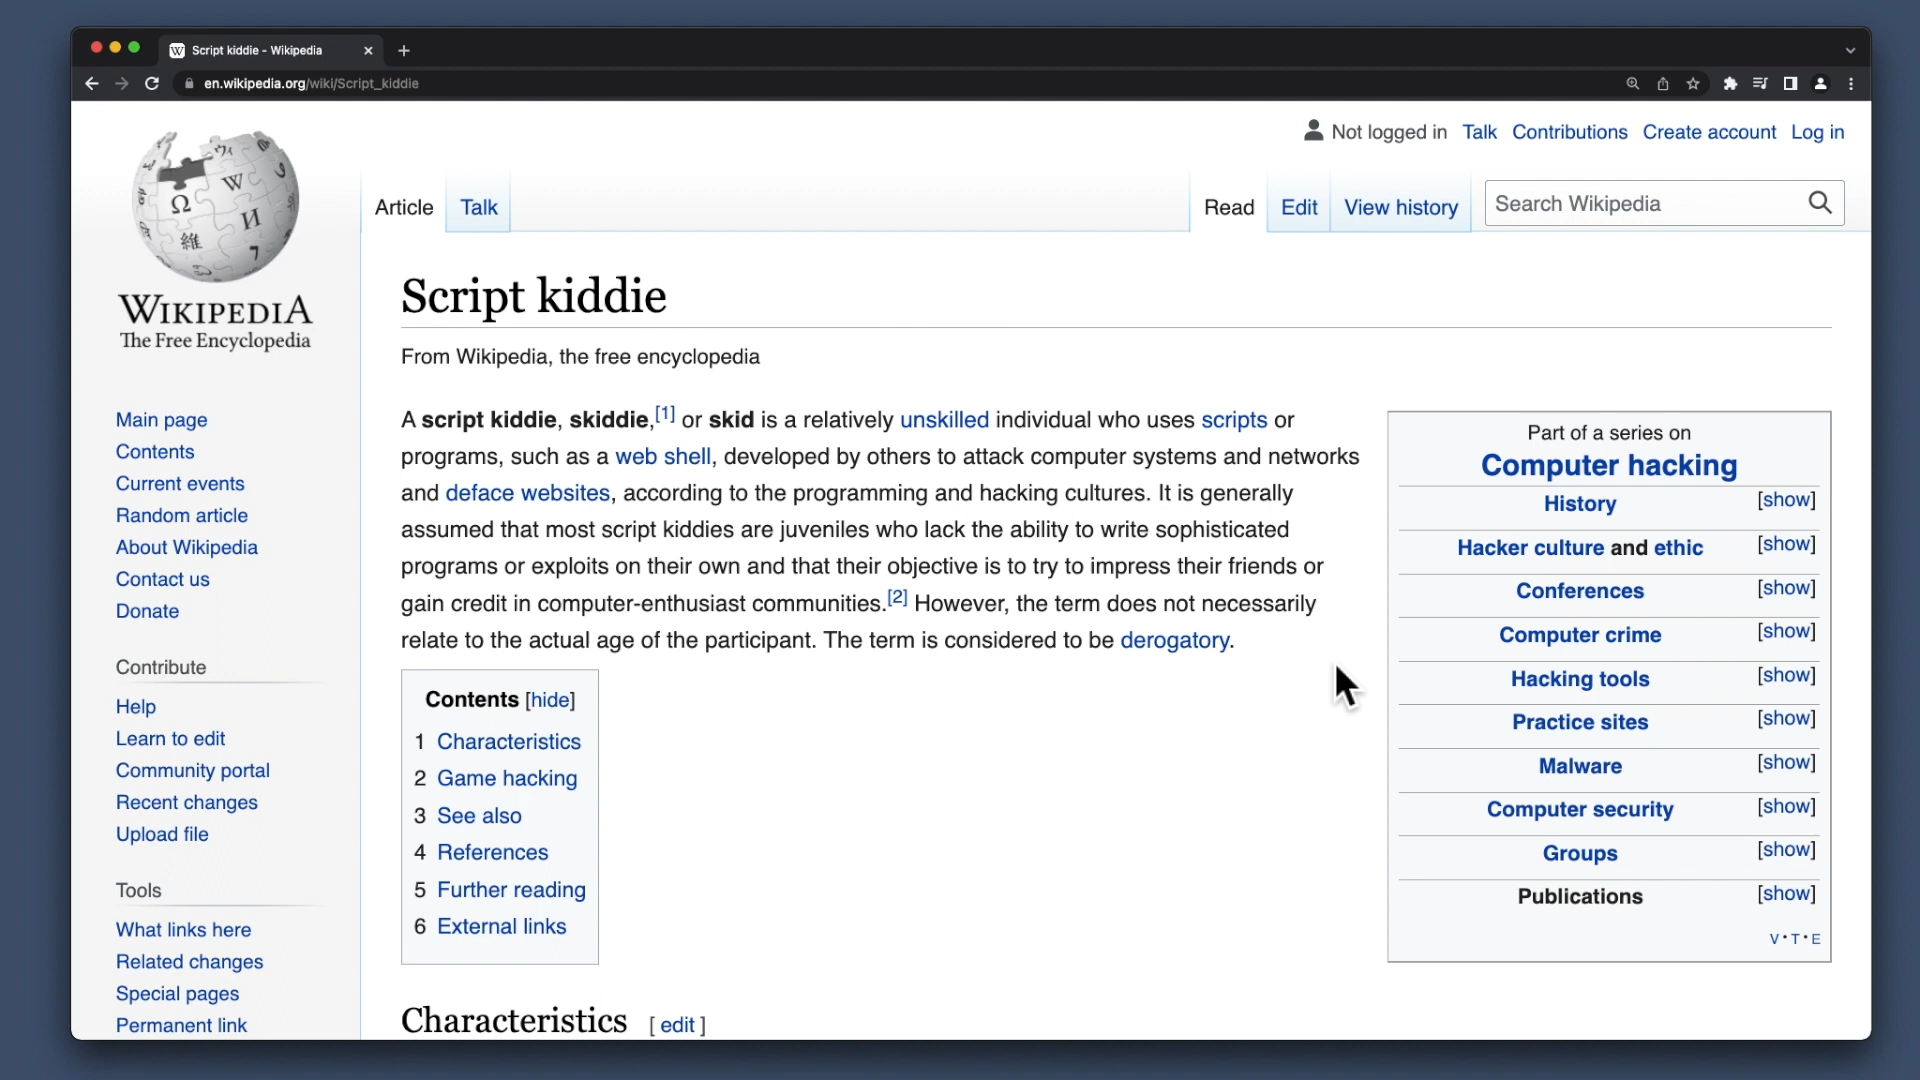 Script kiddie - Wikipedia
en.wikipedia.org/wiki/Script_kiddie
Not logged in Talk Contributions Create account Log in
Article Talk Read Edit View history Search Wikipedia
WIKIPEDIA
The Free Encyclopedia
Main page
Contents
Current events
Random article
About Wikipedia
Contact us
Donate
Contribute
Help
Learn to edit
Community portal
Recent changes
Upload file
Tools
What links here
Related changes
Special pages
Permanent link
Script kiddie
From Wikipedia, the free encyclopedia
A script kiddie, skiddie,[1] or skid is a relatively unskilled individual who uses scripts or
programs, such as a web shell, developed by others to attack computer systems and networks
and deface websites, according to the programming and hacking cultures. It is generally
assumed that most script kiddies are juveniles who lack the ability to write sophisticated
programs or exploits on their own and that their objective is to try to impress their friends or
gain credit in computer-enthusiast communities.[2] However, the term does not necessarily
relate to the actual age of the participant. The term is considered to be derogatory.
Contents [hide]
1 Characteristics
2 Game hacking
3 See also
4 References
5 Further reading
6 External links
Characteristics [ edit ]
Part of a series on
Computer hacking
History [show]
Hacker culture and ethic [show]
Conferences [show]
Computer crime [show]
Hacking tools [show]
Practice sites [show]
Malware [show]
Computer security [show]
Groups [show]
Publications [show]
V·T·E